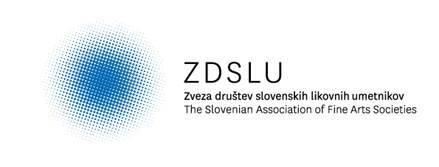 ZDSLU
Zveza društev slovenskih likovnih umetnikov
The Slovenian Association of Fine Arts Societies